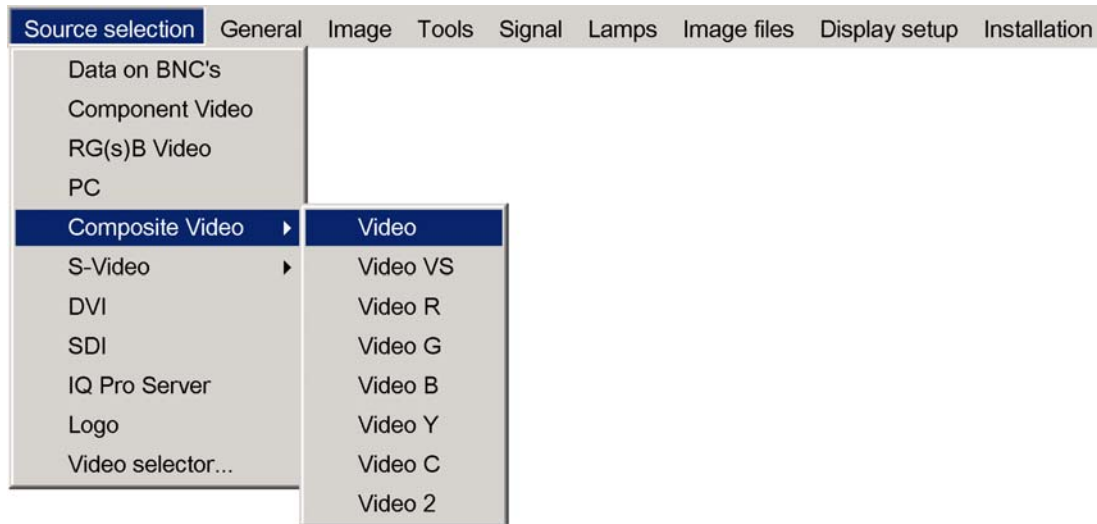 Source selection General Image Tools Signal Lamps Image files Display setup Installation
Data on BNC's
Component Video
RG(s)B Video
PC
Composite Video
S-Video
DVI
SDI
IQ Pro Server
Logo
Video selector...
Video
Video VS
Video R
Video G
Video B
Video Y
Video C
Video 2